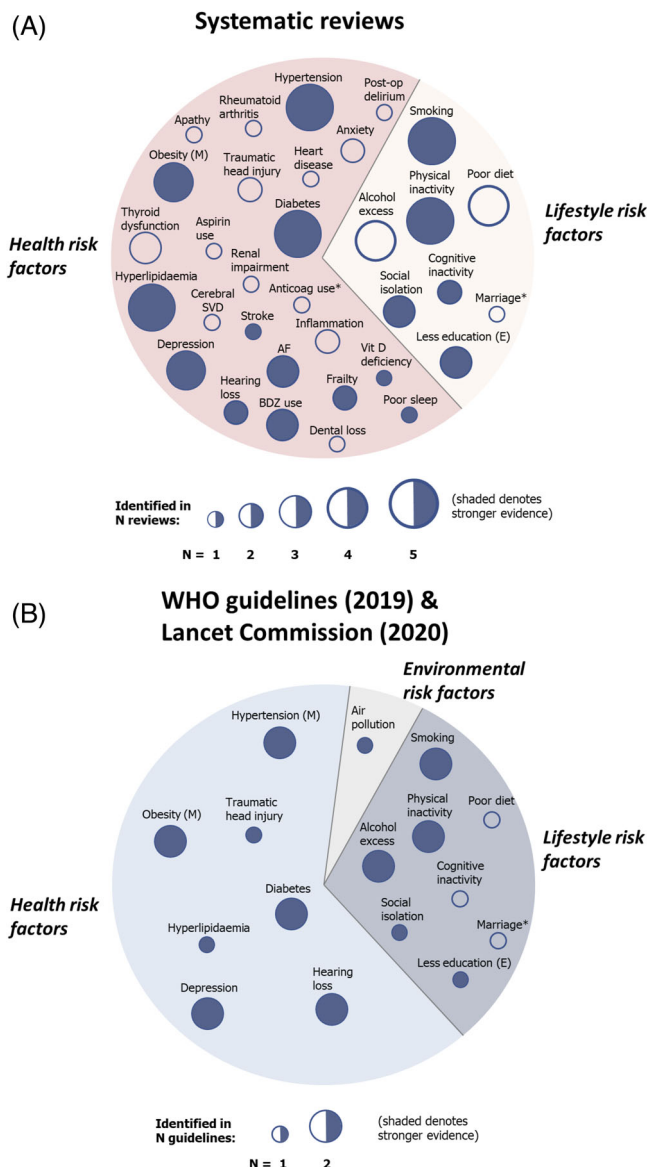 (A)
Systematic reviews
Hypertension
Post-op
delirium
Rheumatoid
arthritis
Apathy
Smoking
Anxiety
Obesity (M)
Traumatic
head injury
Heart
disease
Physical
inactivity
Poor diet
Alcohol
excess
Thyroid
dysfunction
Aspirin
use
Diabetes
Health risk
factors
Lifestyle risk
factors
Renal
impairment
Cognitive
inactivity
Social
isolation
Hyperlipidaemia
Anticoag use*
Cerebral
SVD
Marriage*
Stroke
Inflammation
Depression
AF
Vit D
deficiency
Less education (E)
Hearing
loss
BDZ use
Frailty
Poor sleep
Dental loss
Identified in
N reviews:
(shaded denotes
stronger evidence)
N = 1 2 3 4 5
(B)
WHO guidelines (2019) &
Lancet Commission (2020)
Environmental
risk factors
Hypertension (M)
Air
pollution
Smoking
Obesity (M)
Traumatic
head injury
Physical
inactivity
Poor diet
Alcohol
excess
Lifestyle risk
factors
Cognitive
inactivity
Diabetes
Health risk
factors
Social
isolation
Hyperlipidaemia
Marriage*
Less education (E)
Hearing
loss
Depression
Identified in
N guidelines:
(shaded denotes
stronger evidence)
N = 1 2